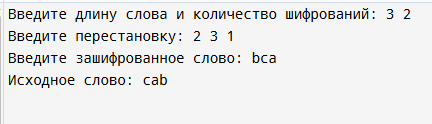 Введите длину слова и количество шифрований: 3 2
Введите перестановку: 2 3 1
Введите зашифрованное слово: bca
Исходное слово: cab